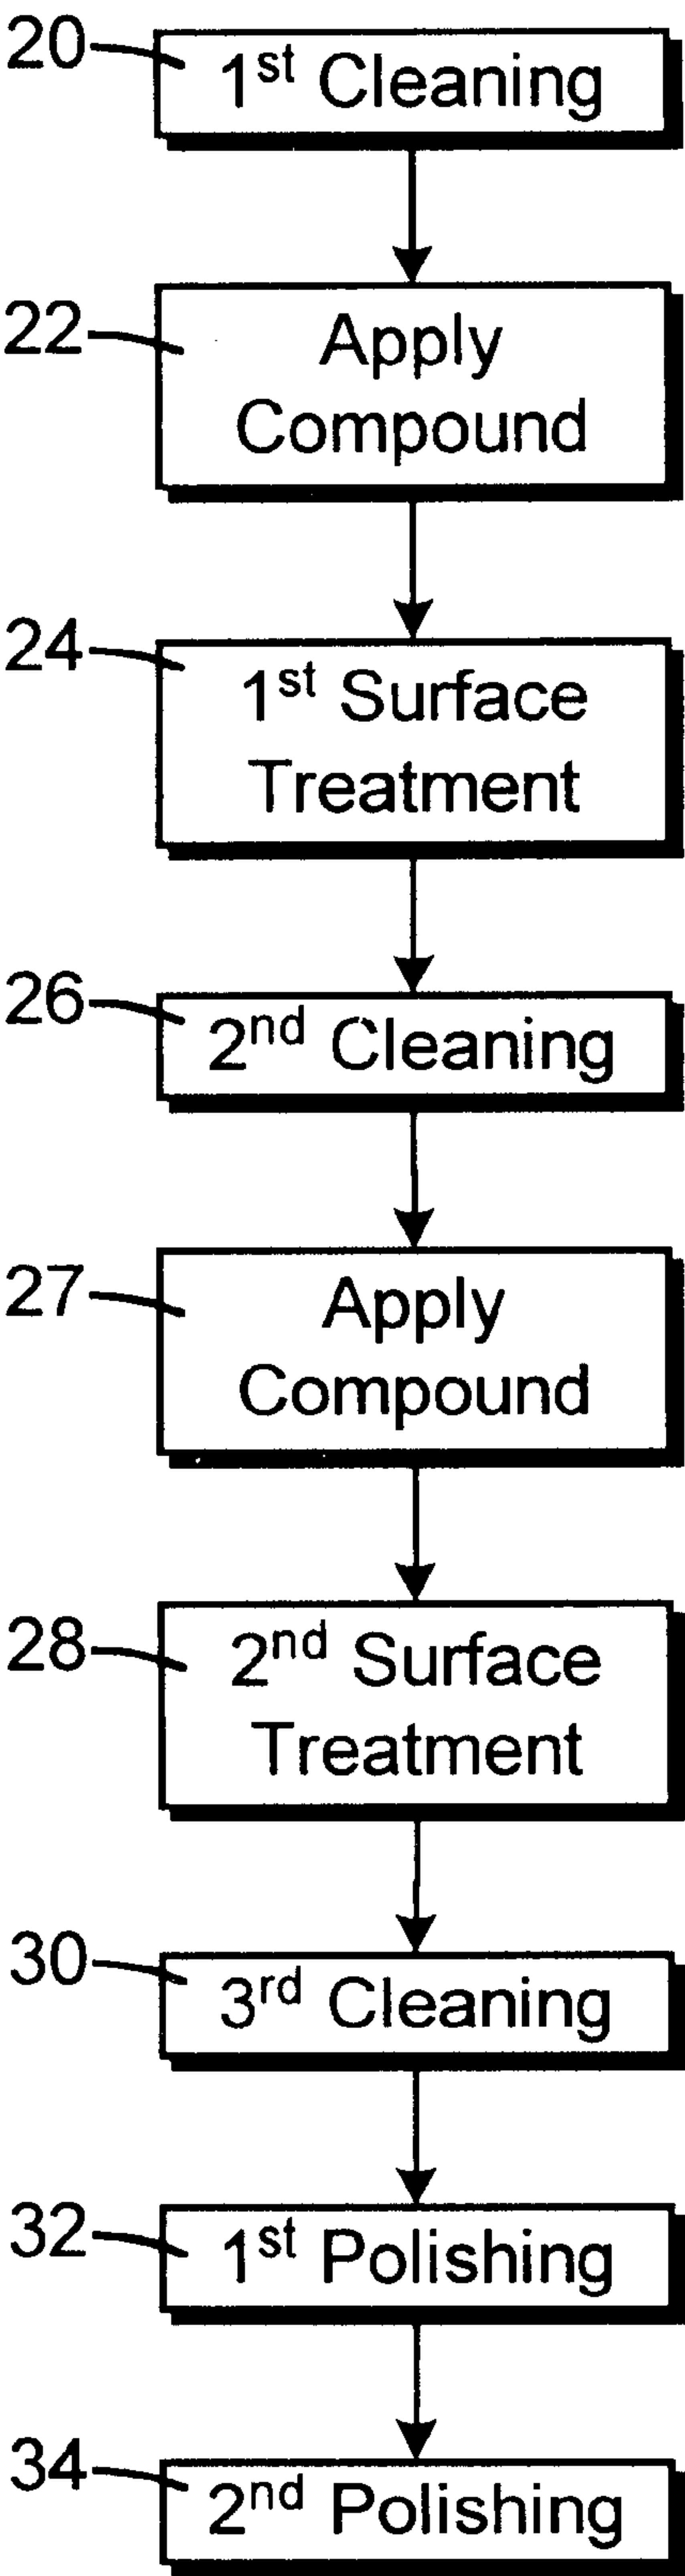 20
1st Cleaning
22
Apply
Compound
24
1st Surface
Treatment
26
2nd Cleaning
27
Apply
Compound
28
2nd Surface
Treatment
30
3rd Cleaning
32
1st Polishing
34
2nd Polishing